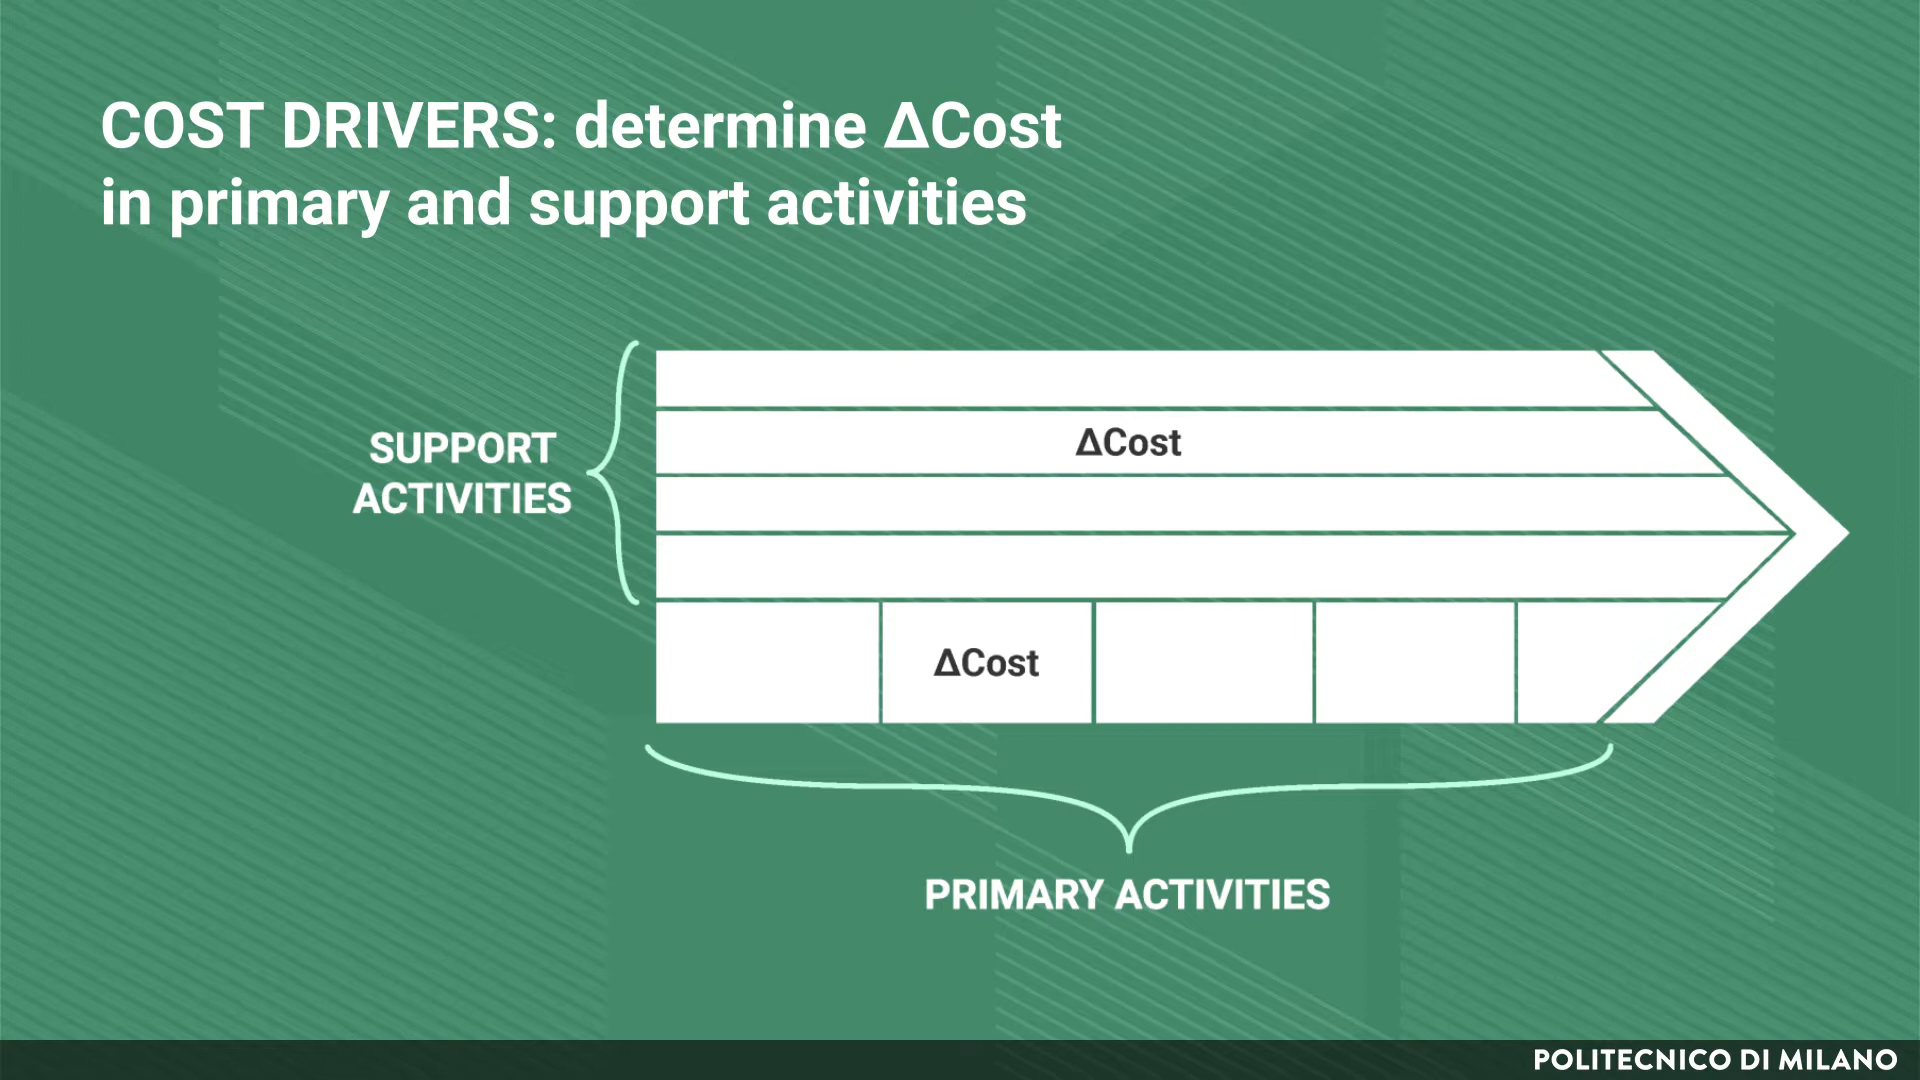 COST DRIVERS: determine ΔCost
in primary and support activities
SUPPORT
ACTIVITIES
ΔCost
ΔCost
PRIMARY ACTIVITIES
POLITECNICO DI MILANO